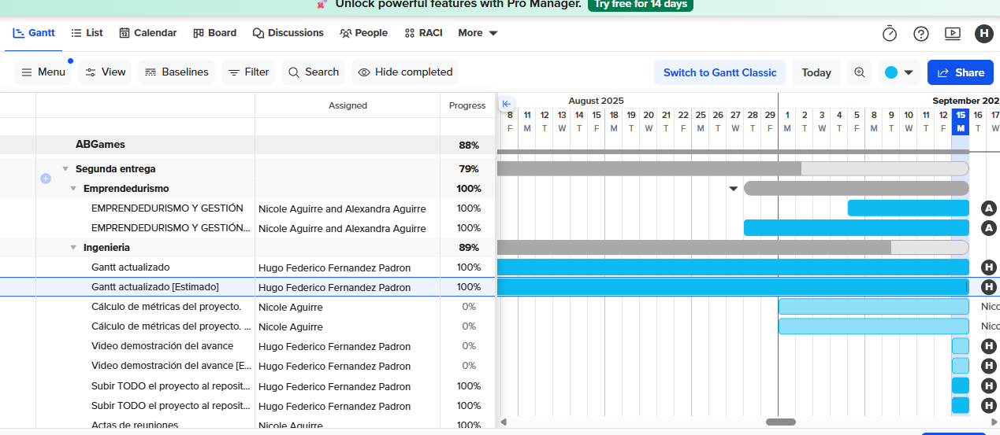 Unlock powerful features with Pro Manager. Try free for 14 days
Gantt List Calendar Board Discussions People RACI More H
Menu View Baselines Filter Search Hide completed Switch to Gantt Classic Today Share
Assigned Progress August 2025 September 202
8 11 12 13 14 15 18 19 20 21 22 25 26 27 28 29 1 2 3 4 5 8 9 10 11 12 15 16 17
F M T W T F M T W T F M T W T F M T W T F M T W T F M T W
ABGames 88%
Segunda entrega 79%
Emprendedurismo 100%
EMPRENDEDURISMO Y GESTIÓN Nicole Aguirre and Alexandra Aguirre 100% A
EMPRENDEDURISMO Y GESTIÓN... Nicole Aguirre and Alexandra Aguirre 100% A
Ingenieria 89%
Gantt actualizado Hugo Federico Fernandez Padron 100% H
Gantt actualizado [Estimado] Hugo Federico Fernandez Padron 100% H
Cálculo de métricas del proyecto. Nicole Aguirre 0% Nico
Cálculo de métricas del proyecto. ... Nicole Aguirre 0% Nico
Video demostración del avance Hugo Federico Fernandez Padron 0% H
Video demostración del avance [E... Hugo Federico Fernandez Padron 0% H
Subir TODO el proyecto al reposit... Hugo Federico Fernandez Padron 100% H
Subir TODO el proyecto al reposit... Hugo Federico Fernandez Padron 100% H
Actas de reuniones Nicole Aguirre 100%